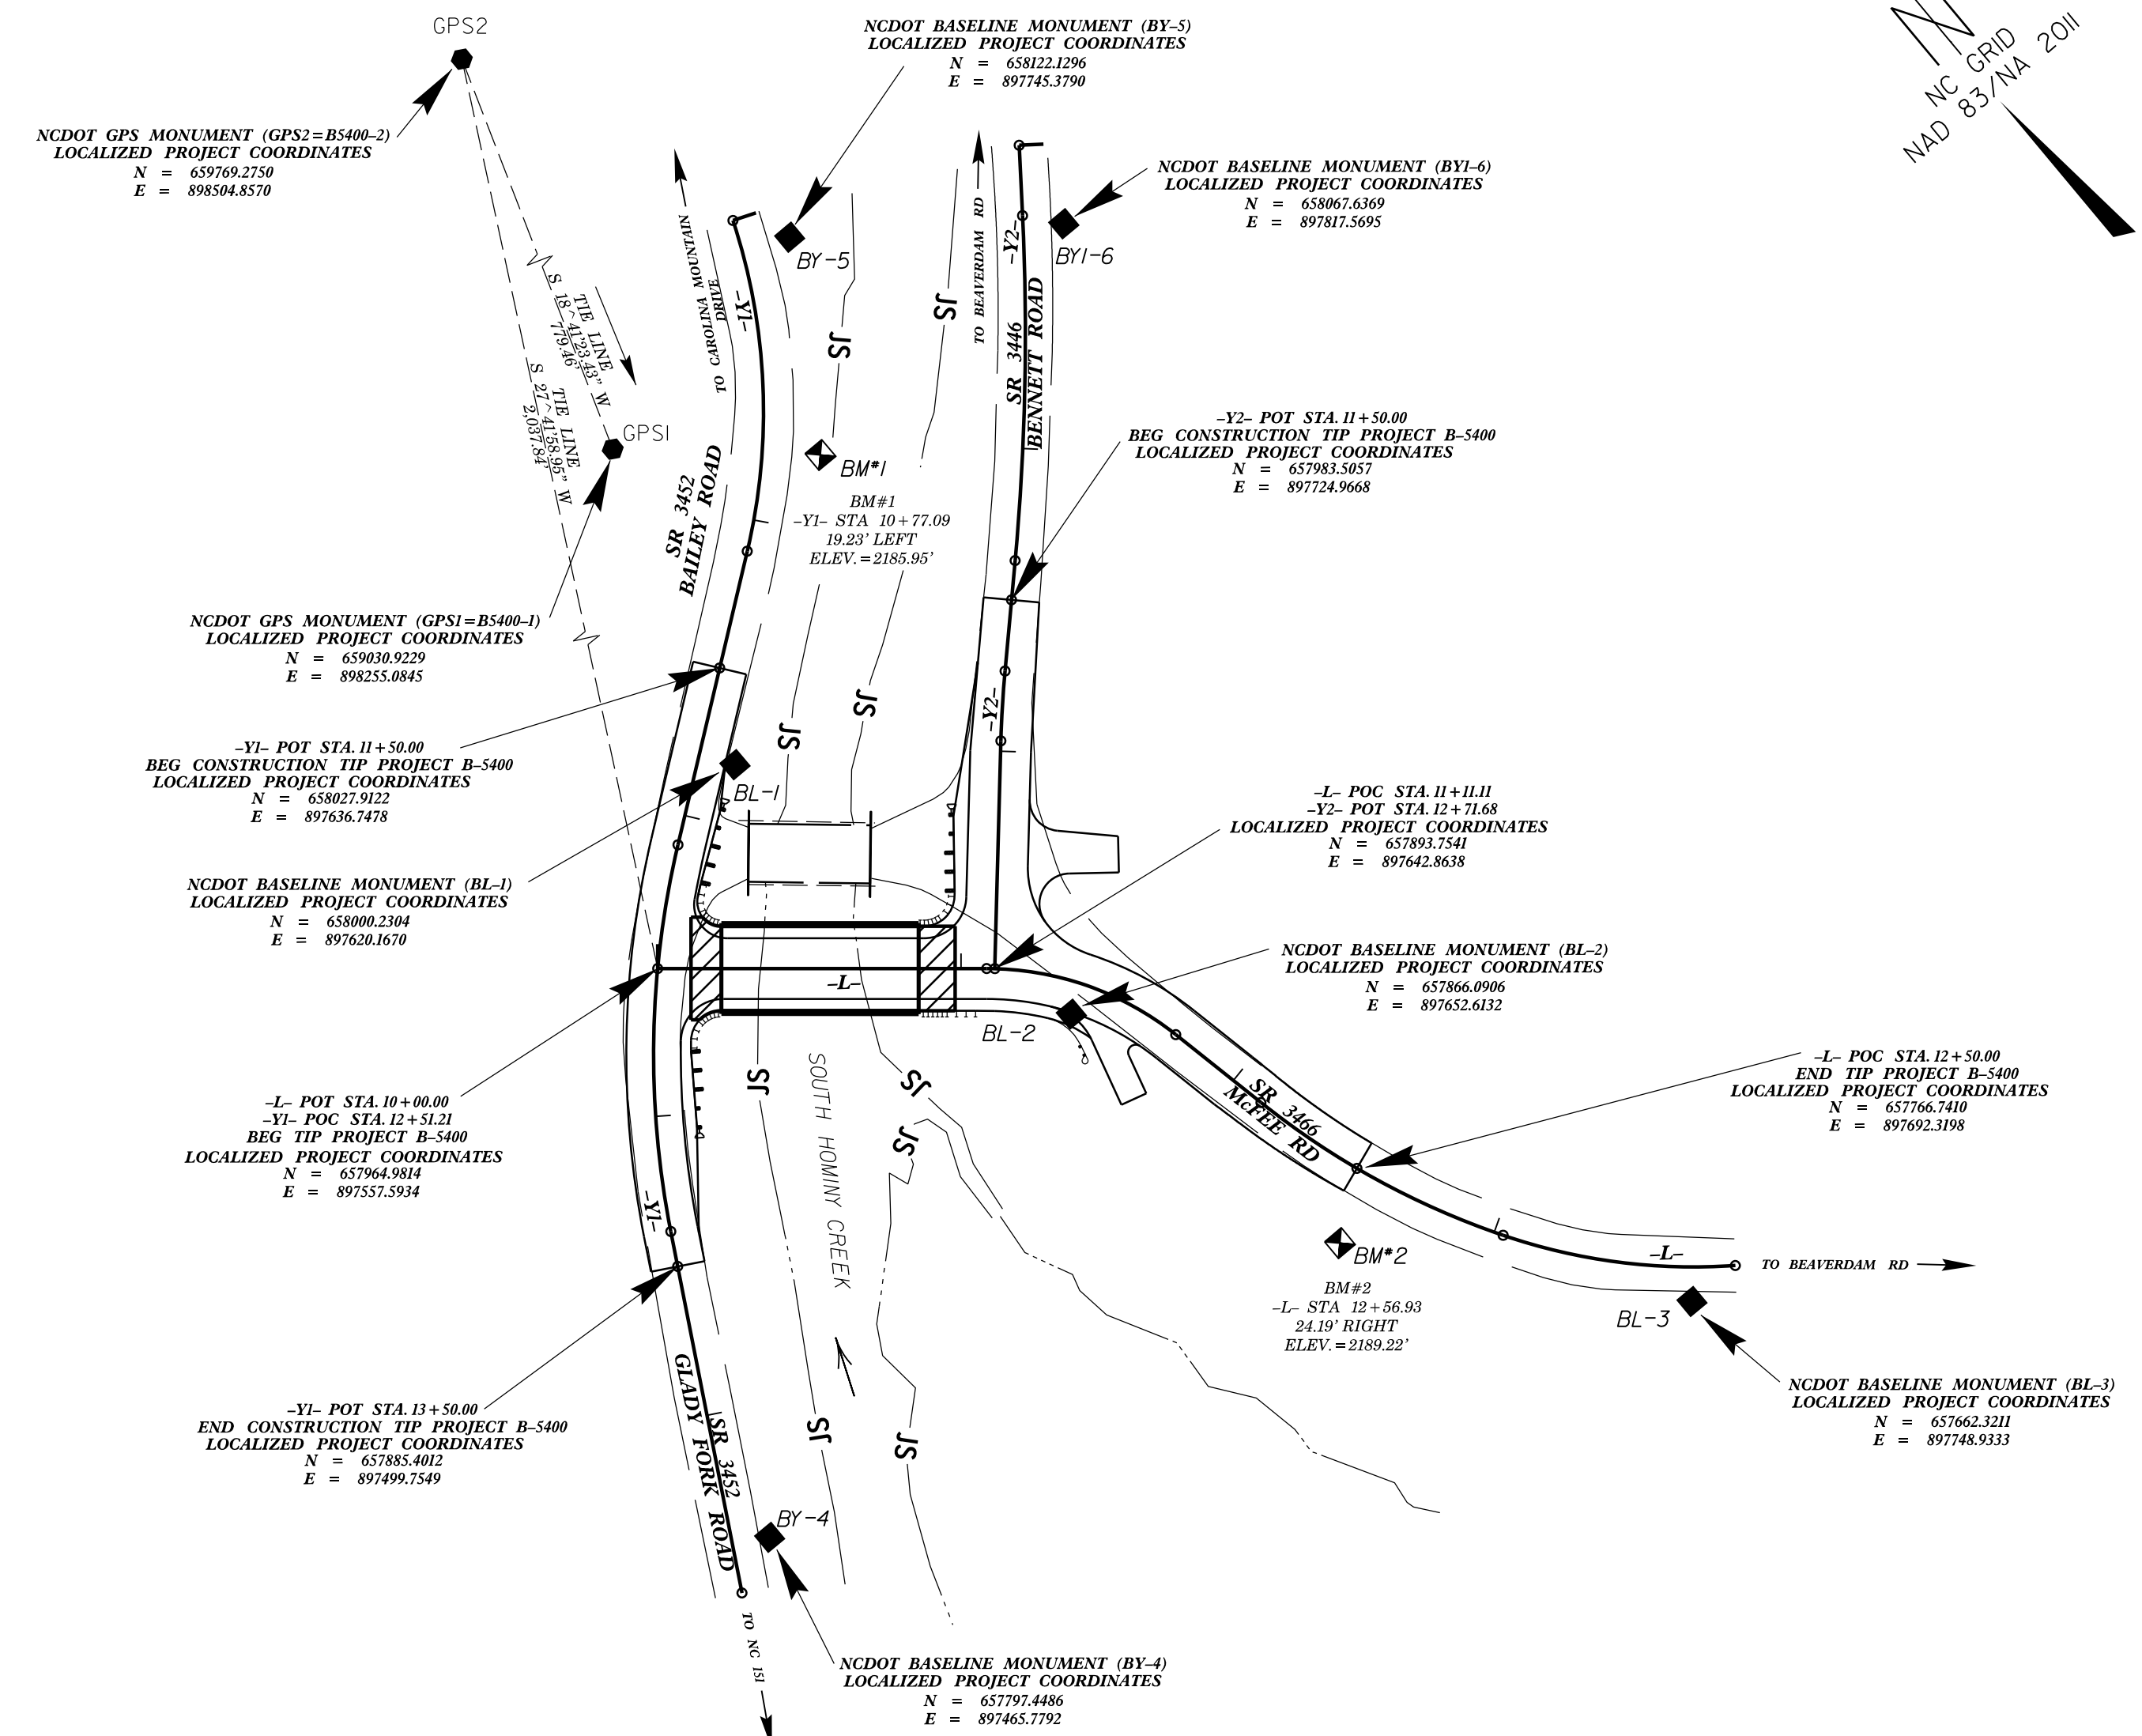 GPS2
NCDOT BASELINE MONUMENT (BY-5)
LOCALIZED PROJECT COORDINATES
N = 658122.1296
E = 897745.3790
NC GRID
NAD 83/NA 2011
NCDOT GPS MONUMENT (GPS2=B5400-2)
LOCALIZED PROJECT COORDINATES
N = 659769.2750
E = 898504.8570
NCDOT BASELINE MONUMENT (BY1-6)
LOCALIZED PROJECT COORDINATES
N = 658067.6369
E = 897817.5695
BY-5
BY1-6
TO CAROLINA MOUNTAIN
DRIVE
-Y1-
TO BEAVERDAM RD
-Y2-
JS
JS
SR 3446
BENNETT ROAD
TIE LINE
S 18^41'23.43" W
779.46'
TIE LINE
S 27^41'58.95" W
2,037.84'
GPS1
BM#1
BM#1
-Y1- STA 10+77.09
19.23' LEFT
ELEV.=2185.95'
SR 3452
BAILEY ROAD
-Y2- POT STA. 11+50.00
BEG CONSTRUCTION TIP PROJECT B-5400
LOCALIZED PROJECT COORDINATES
N = 657983.5057
E = 897724.9668
NCDOT GPS MONUMENT (GPS1=B5400-1)
LOCALIZED PROJECT COORDINATES
N = 659030.9229
E = 898255.0845
-Y1- POT STA. 11+50.00
BEG CONSTRUCTION TIP PROJECT B-5400
LOCALIZED PROJECT COORDINATES
N = 658027.9122
E = 897636.7478
JS
JS
-Y2-
BL-1
-L- POC STA. 11+11.11
-Y2- POT STA. 12+71.68
LOCALIZED PROJECT COORDINATES
N = 657893.7541
E = 897642.8638
NCDOT BASELINE MONUMENT (BL-1)
LOCALIZED PROJECT COORDINATES
N = 658000.2304
E = 897620.1670
-L-
NCDOT BASELINE MONUMENT (BL-2)
LOCALIZED PROJECT COORDINATES
N = 657866.0906
E = 897652.6132
BL-2
JS
JS
JS
SOUTH HOMINY CREEK
SR 3466
McFEE RD
-L- POC STA. 12+50.00
END TIP PROJECT B-5400
LOCALIZED PROJECT COORDINATES
N = 657766.7410
E = 897692.3198
-L- POT STA. 10+00.00
-Y1- POC STA. 12+51.21
BEG TIP PROJECT B-5400
LOCALIZED PROJECT COORDINATES
N = 657964.9814
E = 897557.5934
-Y1-
BM#2
BM#2
-L- STA 12+56.93
24.19' RIGHT
ELEV.=2189.22'
-L-
TO BEAVERDAM RD
BL-3
NCDOT BASELINE MONUMENT (BL-3)
LOCALIZED PROJECT COORDINATES
N = 657662.3211
E = 897748.9333
-Y1- POT STA. 13+50.00
END CONSTRUCTION TIP PROJECT B-5400
LOCALIZED PROJECT COORDINATES
N = 657885.4012
E = 897499.7549
JS
JS
SR 3452
GLADY FORK ROAD
BY-4
TO NC 151
NCDOT BASELINE MONUMENT (BY-4)
LOCALIZED PROJECT COORDINATES
N = 657797.4486
E = 897465.7792